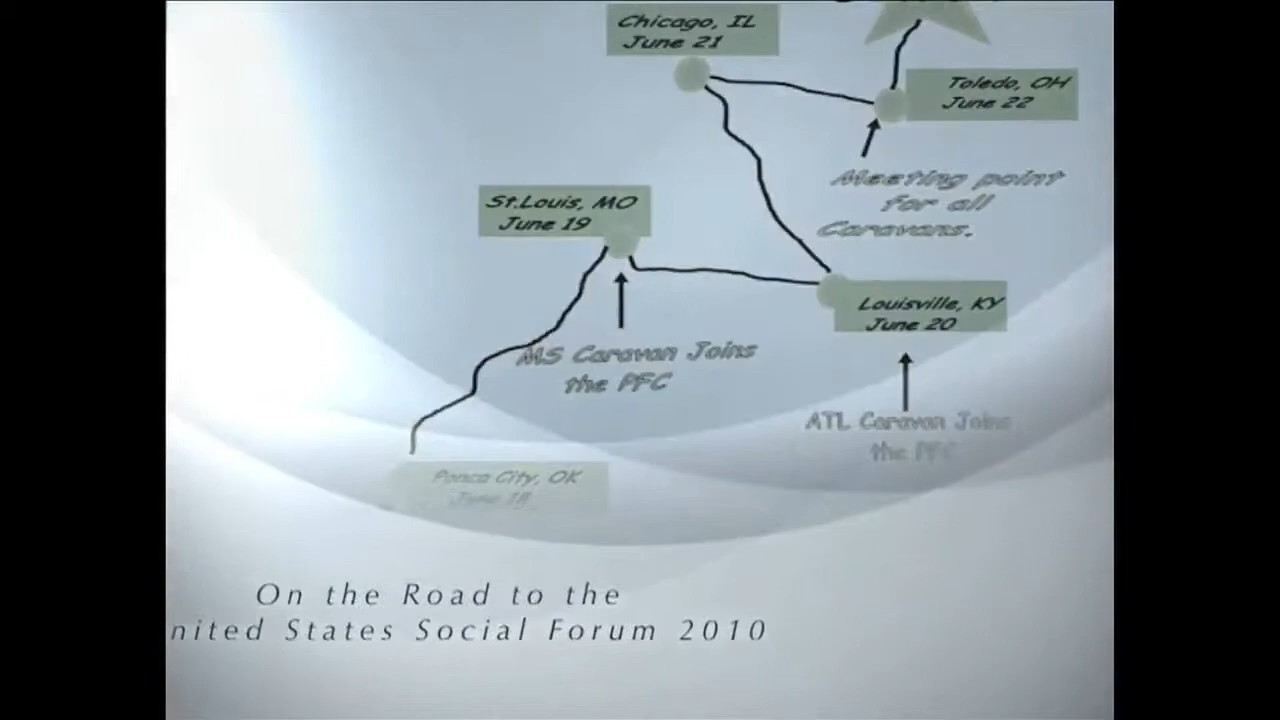 Chicago, IL
June 21
Toledo, OH
June 22
Meeting point
for all
Caravans.
St.Louis, MO
June 19
Louisville, KY
June 20
MS Caravan Joins
the PFC
ATL Caravan Joins
the PFC
Ponca City, OK
June 18
On the Road to the
nited States Social Forum 2010